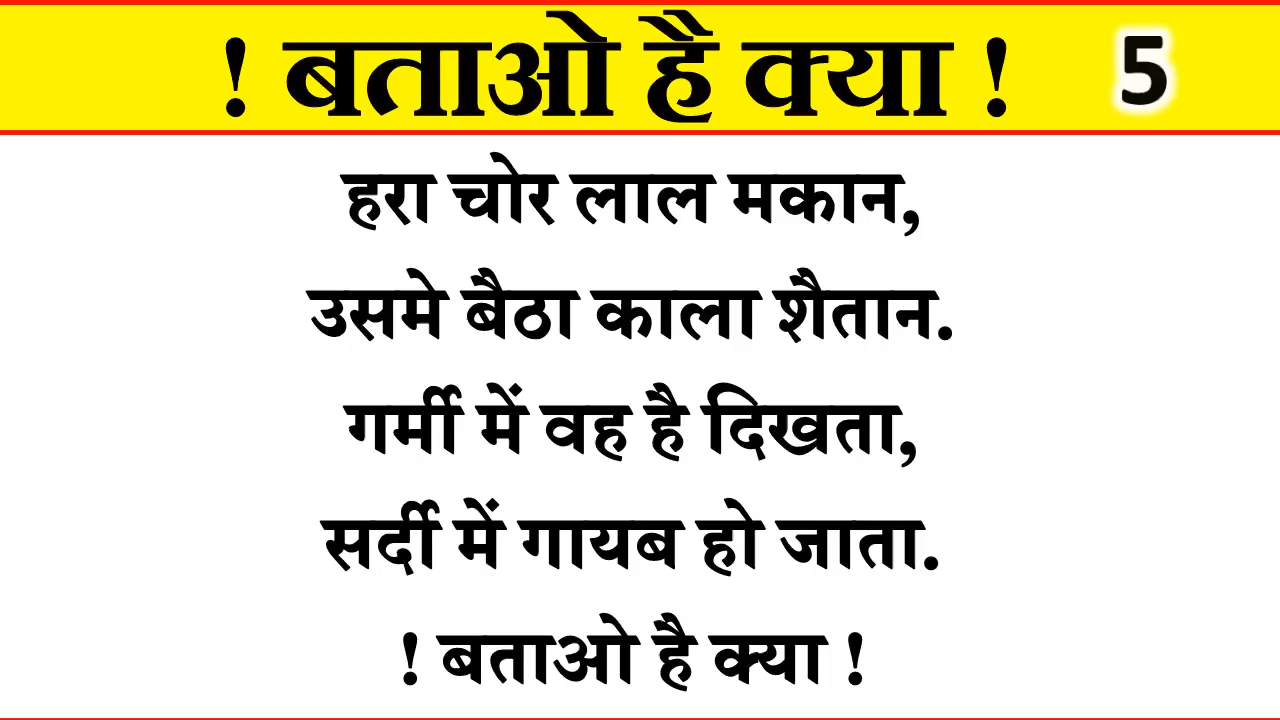 ! बताओ है क्या ! 5
हरा चोर लाल मकान,
उसमे बैठा काला शैतान.
गर्मी में वह है दिखता,
सर्दी में गायब हो जाता.
! बताओ है क्या !